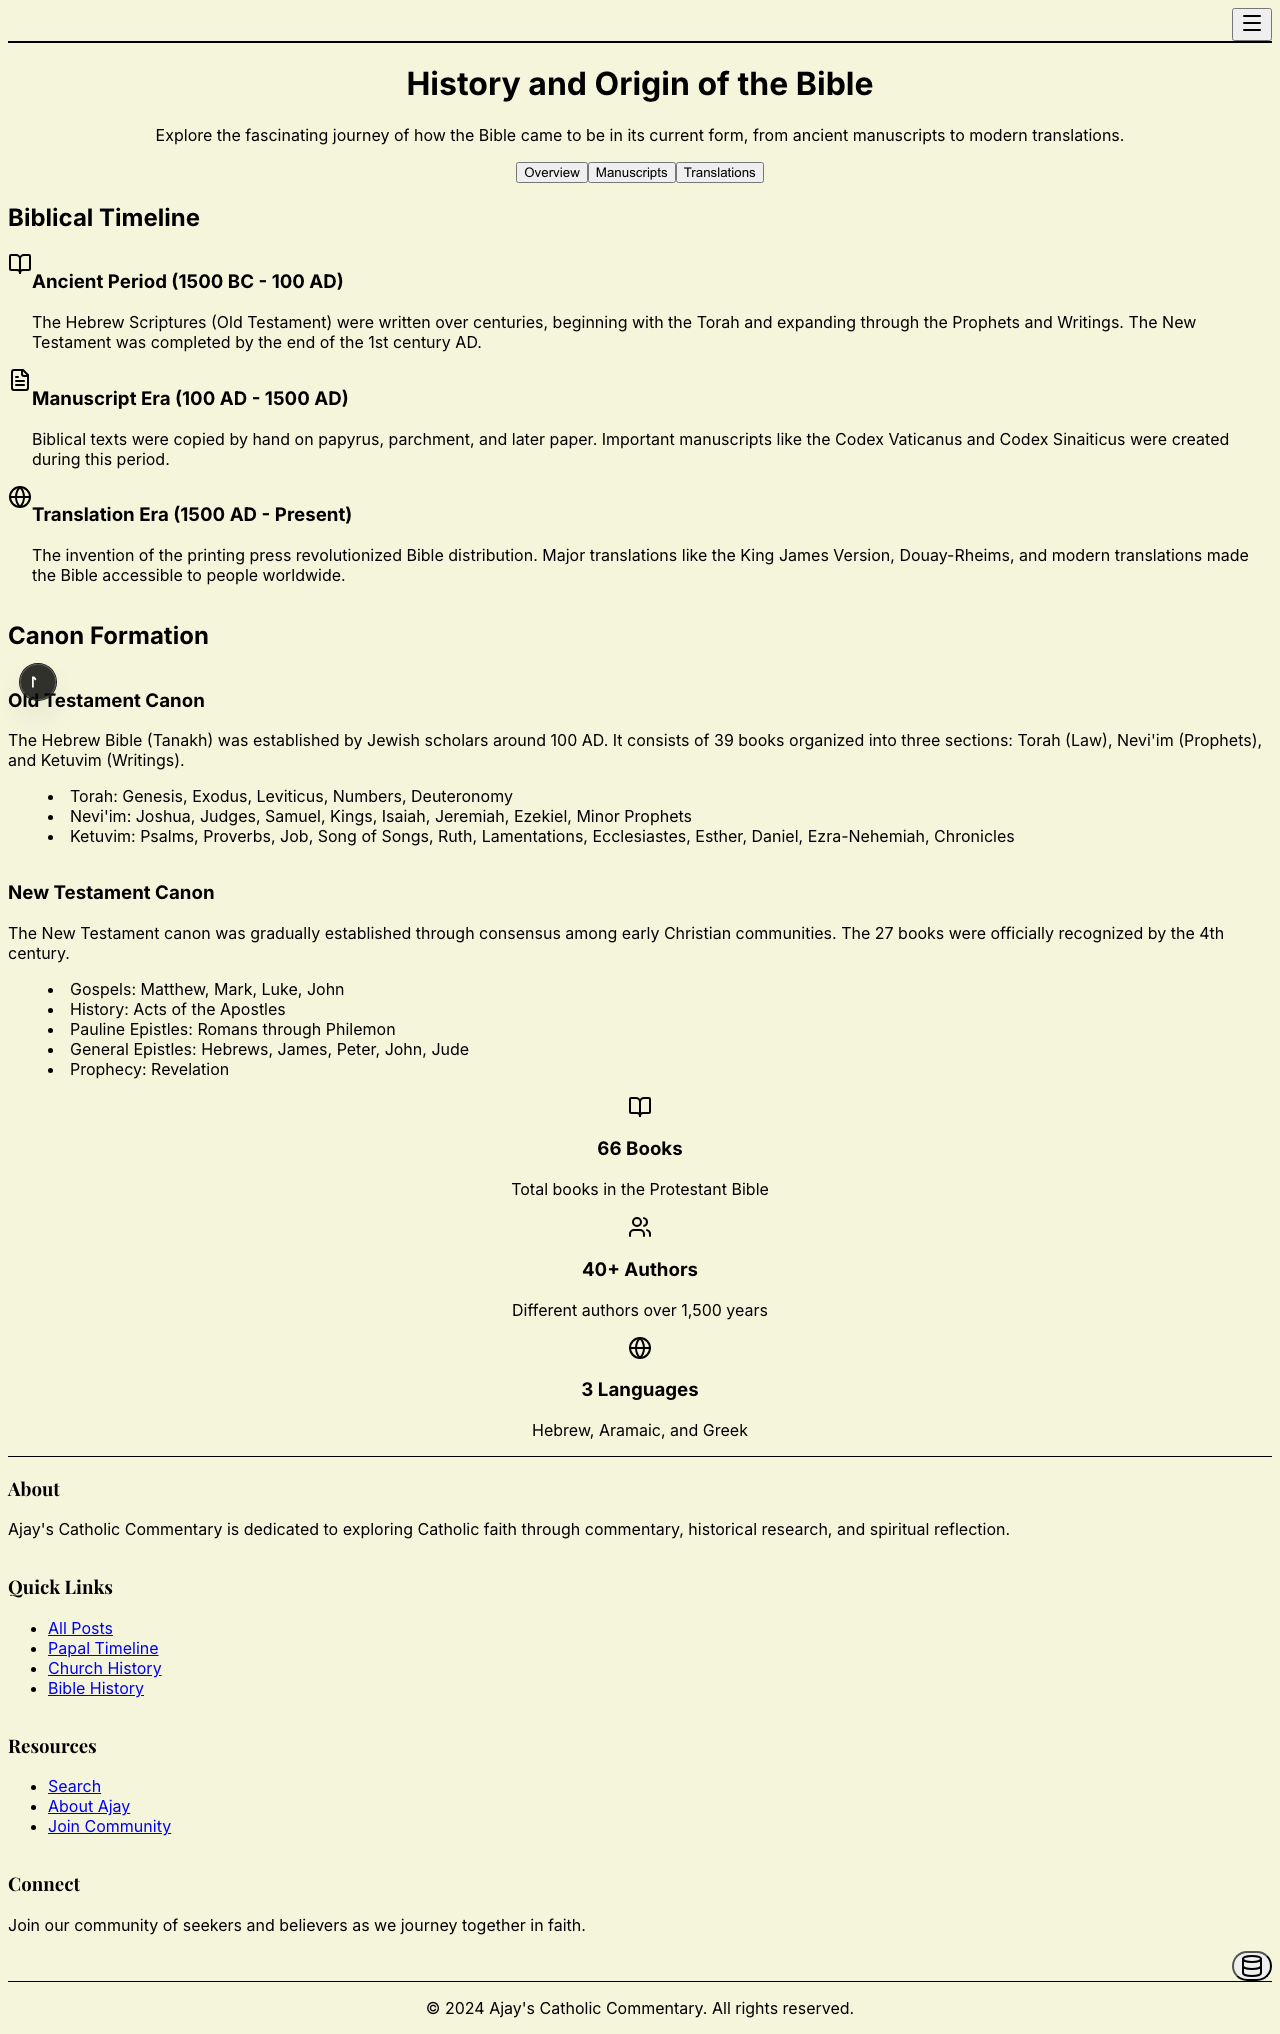 History and Origin of the Bible
Explore the fascinating journey of how the Bible came to be in its current form, from ancient manuscripts to modern translations.
Overview Manuscripts Translations
Biblical Timeline
Ancient Period (1500 BC - 100 AD)
The Hebrew Scriptures (Old Testament) were written over centuries, beginning with the Torah and expanding through the Prophets and Writings. The New
Testament was completed by the end of the 1st century AD.
Manuscript Era (100 AD - 1500 AD)
Biblical texts were copied by hand on papyrus, parchment, and later paper. Important manuscripts like the Codex Vaticanus and Codex Sinaiticus were created
during this period.
Translation Era (1500 AD - Present)
The invention of the printing press revolutionized Bible distribution. Major translations like the King James Version, Douay-Rheims, and modern translations made
the Bible accessible to people worldwide.
Canon Formation
Old Testament Canon
The Hebrew Bible (Tanakh) was established by Jewish scholars around 100 AD. It consists of 39 books organized into three sections: Torah (Law), Nevi'im (Prophets),
and Ketuvim (Writings).
Torah: Genesis, Exodus, Leviticus, Numbers, Deuteronomy
Nevi'im: Joshua, Judges, Samuel, Kings, Isaiah, Jeremiah, Ezekiel, Minor Prophets
Ketuvim: Psalms, Proverbs, Job, Song of Songs, Ruth, Lamentations, Ecclesiastes, Esther, Daniel, Ezra-Nehemiah, Chronicles
New Testament Canon
The New Testament canon was gradually established through consensus among early Christian communities. The 27 books were officially recognized by the 4th
century.
Gospels: Matthew, Mark, Luke, John
History: Acts of the Apostles
Pauline Epistles: Romans through Philemon
General Epistles: Hebrews, James, Peter, John, Jude
Prophecy: Revelation
66 Books
Total books in the Protestant Bible
40+ Authors
Different authors over 1,500 years
3 Languages
Hebrew, Aramaic, and Greek
About
Ajay's Catholic Commentary is dedicated to exploring Catholic faith through commentary, historical research, and spiritual reflection.
Quick Links
All Posts
Papal Timeline
Church History
Bible History
Resources
Search
About Ajay
Join Community
Connect
Join our community of seekers and believers as we journey together in faith.
© 2024 Ajay's Catholic Commentary. All rights reserved.